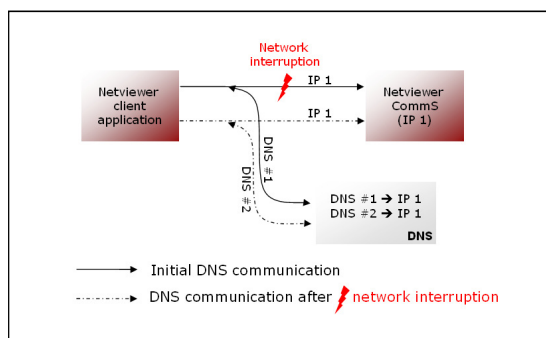 Network
interruption
IP 1
Netviewer
client
application
IP 1
Netviewer
CommS
(IP 1)
DNS #1
DNS #2
DNS #1 → IP 1
DNS #2 → IP 1
DNS
Initial DNS communication
DNS communication after network interruption